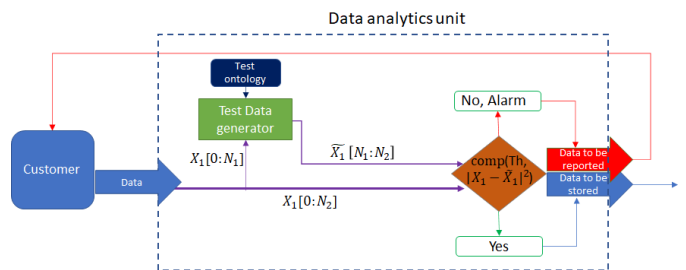 Data analytics unit
Test
ontology
Test Data
generator
No, Alarm
Customer
Data
X₁[0:N₁]
X̃₁ [N₁:N₂]
X₁[0:N₂]
comp(Th,
|X₁ − X̃₁|²)
Data to be
reported
Data to be
stored
Yes